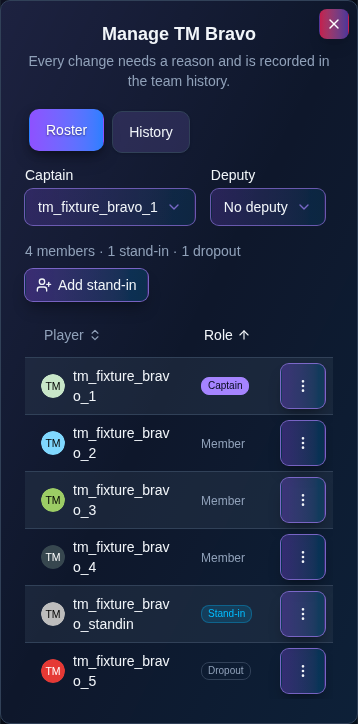 Manage TM Bravo
Every change needs a reason and is recorded in
the team history.
Roster
History
Captain
Deputy
tm_fixture_bravo_1
No deputy
4 members · 1 stand-in · 1 dropout
Add stand-in
Player
Role
TM
tm_fixture_brav
o_1
Captain
TM
tm_fixture_brav
o_2
Member
TM
tm_fixture_brav
o_3
Member
TM
tm_fixture_brav
o_4
Member
TM
tm_fixture_brav
o_standin
Stand-in
TM
tm_fixture_brav
o_5
Dropout